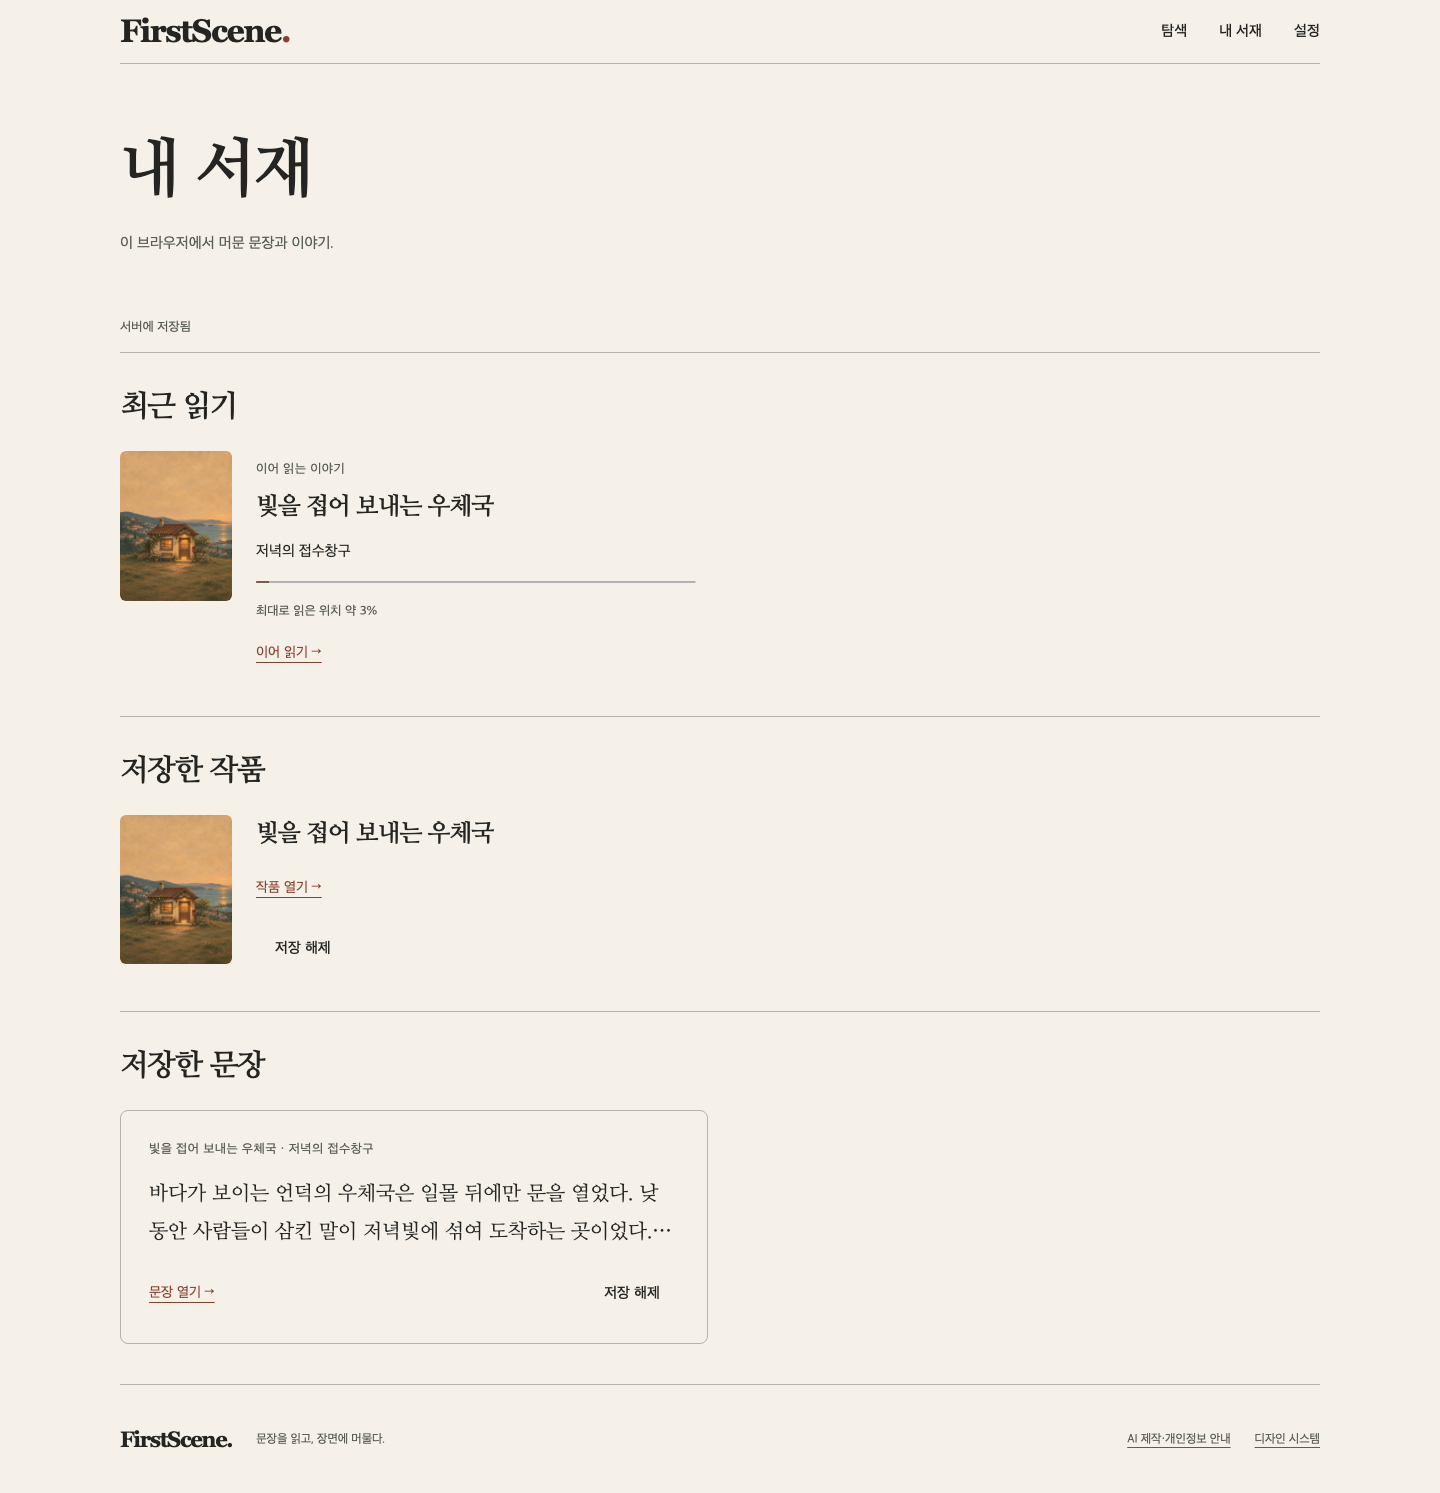 FirstScene.
탐색 내 서재 설정
내 서재
이 브라우저에서 머문 문장과 이야기.
서버에 저장됨
최근 읽기
이어 읽는 이야기
빛을 접어 보내는 우체국
저녁의 접수창구
최대로 읽은 위치 약 3%
이어 읽기 →
저장한 작품
빛을 접어 보내는 우체국
작품 열기 →
저장 해제
저장한 문장
빛을 접어 보내는 우체국 · 저녁의 접수창구
바다가 보이는 언덕의 우체국은 일몰 뒤에만 문을 열었다. 낮
동안 사람들이 삼킨 말이 저녁빛에 섞여 도착하는 곳이었다.…
문장 열기 → 저장 해제
FirstScene. 문장을 읽고, 장면에 머물다. AI 제작·개인정보 안내 디자인 시스템